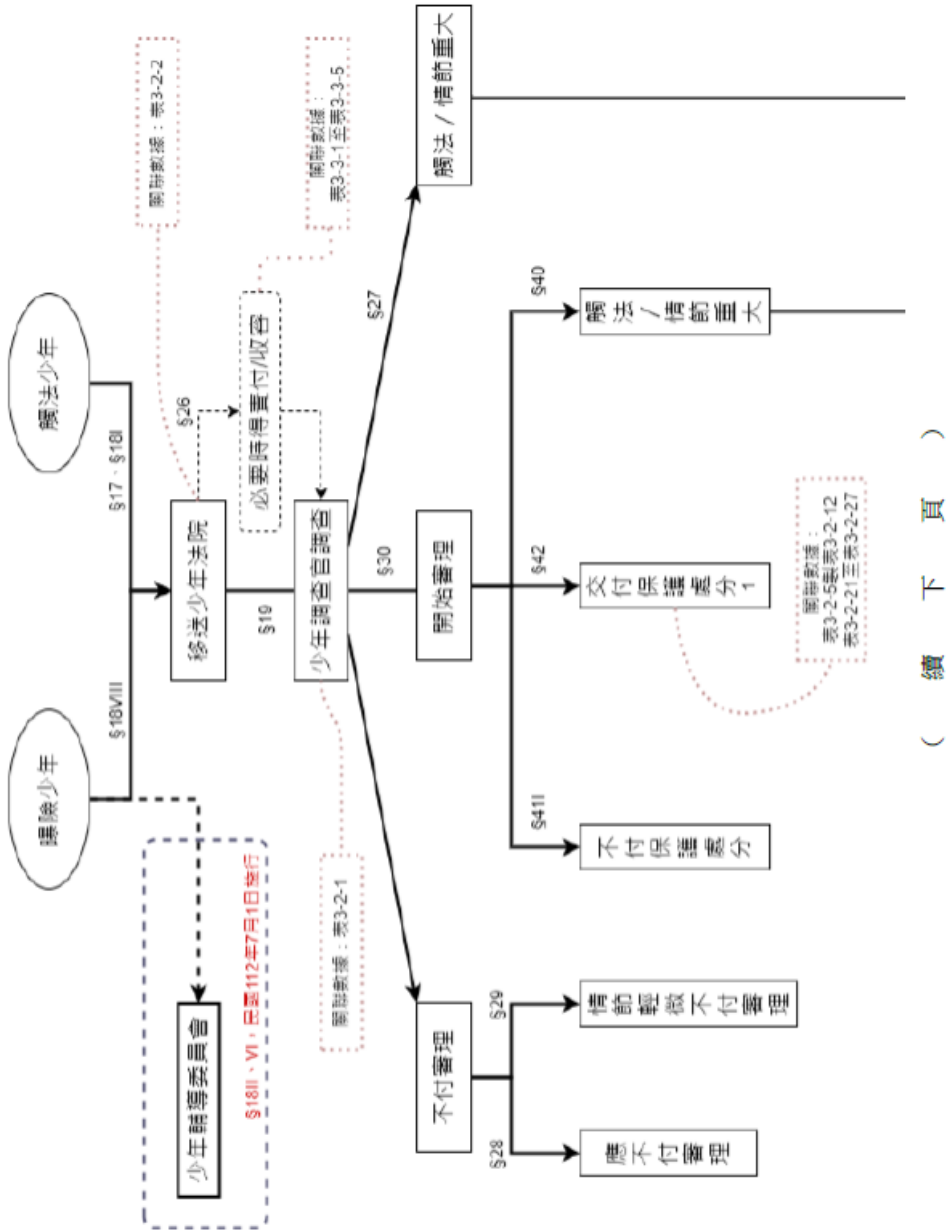 曝險少年
觸法少年
§18VIII
§17、§18I
少年輔導委員會
§18II、VI，民國112年7月1日施行
移送少年法院
關聯數據：表3-2-2
§26
必要時得責付/收容
關聯數據：
表3-3-1至表3-3-5
§19
少年調查官調查
關聯數據：表3-2-1
§30
§27
不付審理
開始審理
觸法 / 情節重大
§28
§29
§41I
§42
§40
應不付審理
情節輕微不付審理
不付保護處分
交付保護處分
1
觸法 / 情節重大
關聯數據：
表3-2-5製表3-2-12
表3-2-21至表3-2-27
（ 續 下 頁 ）